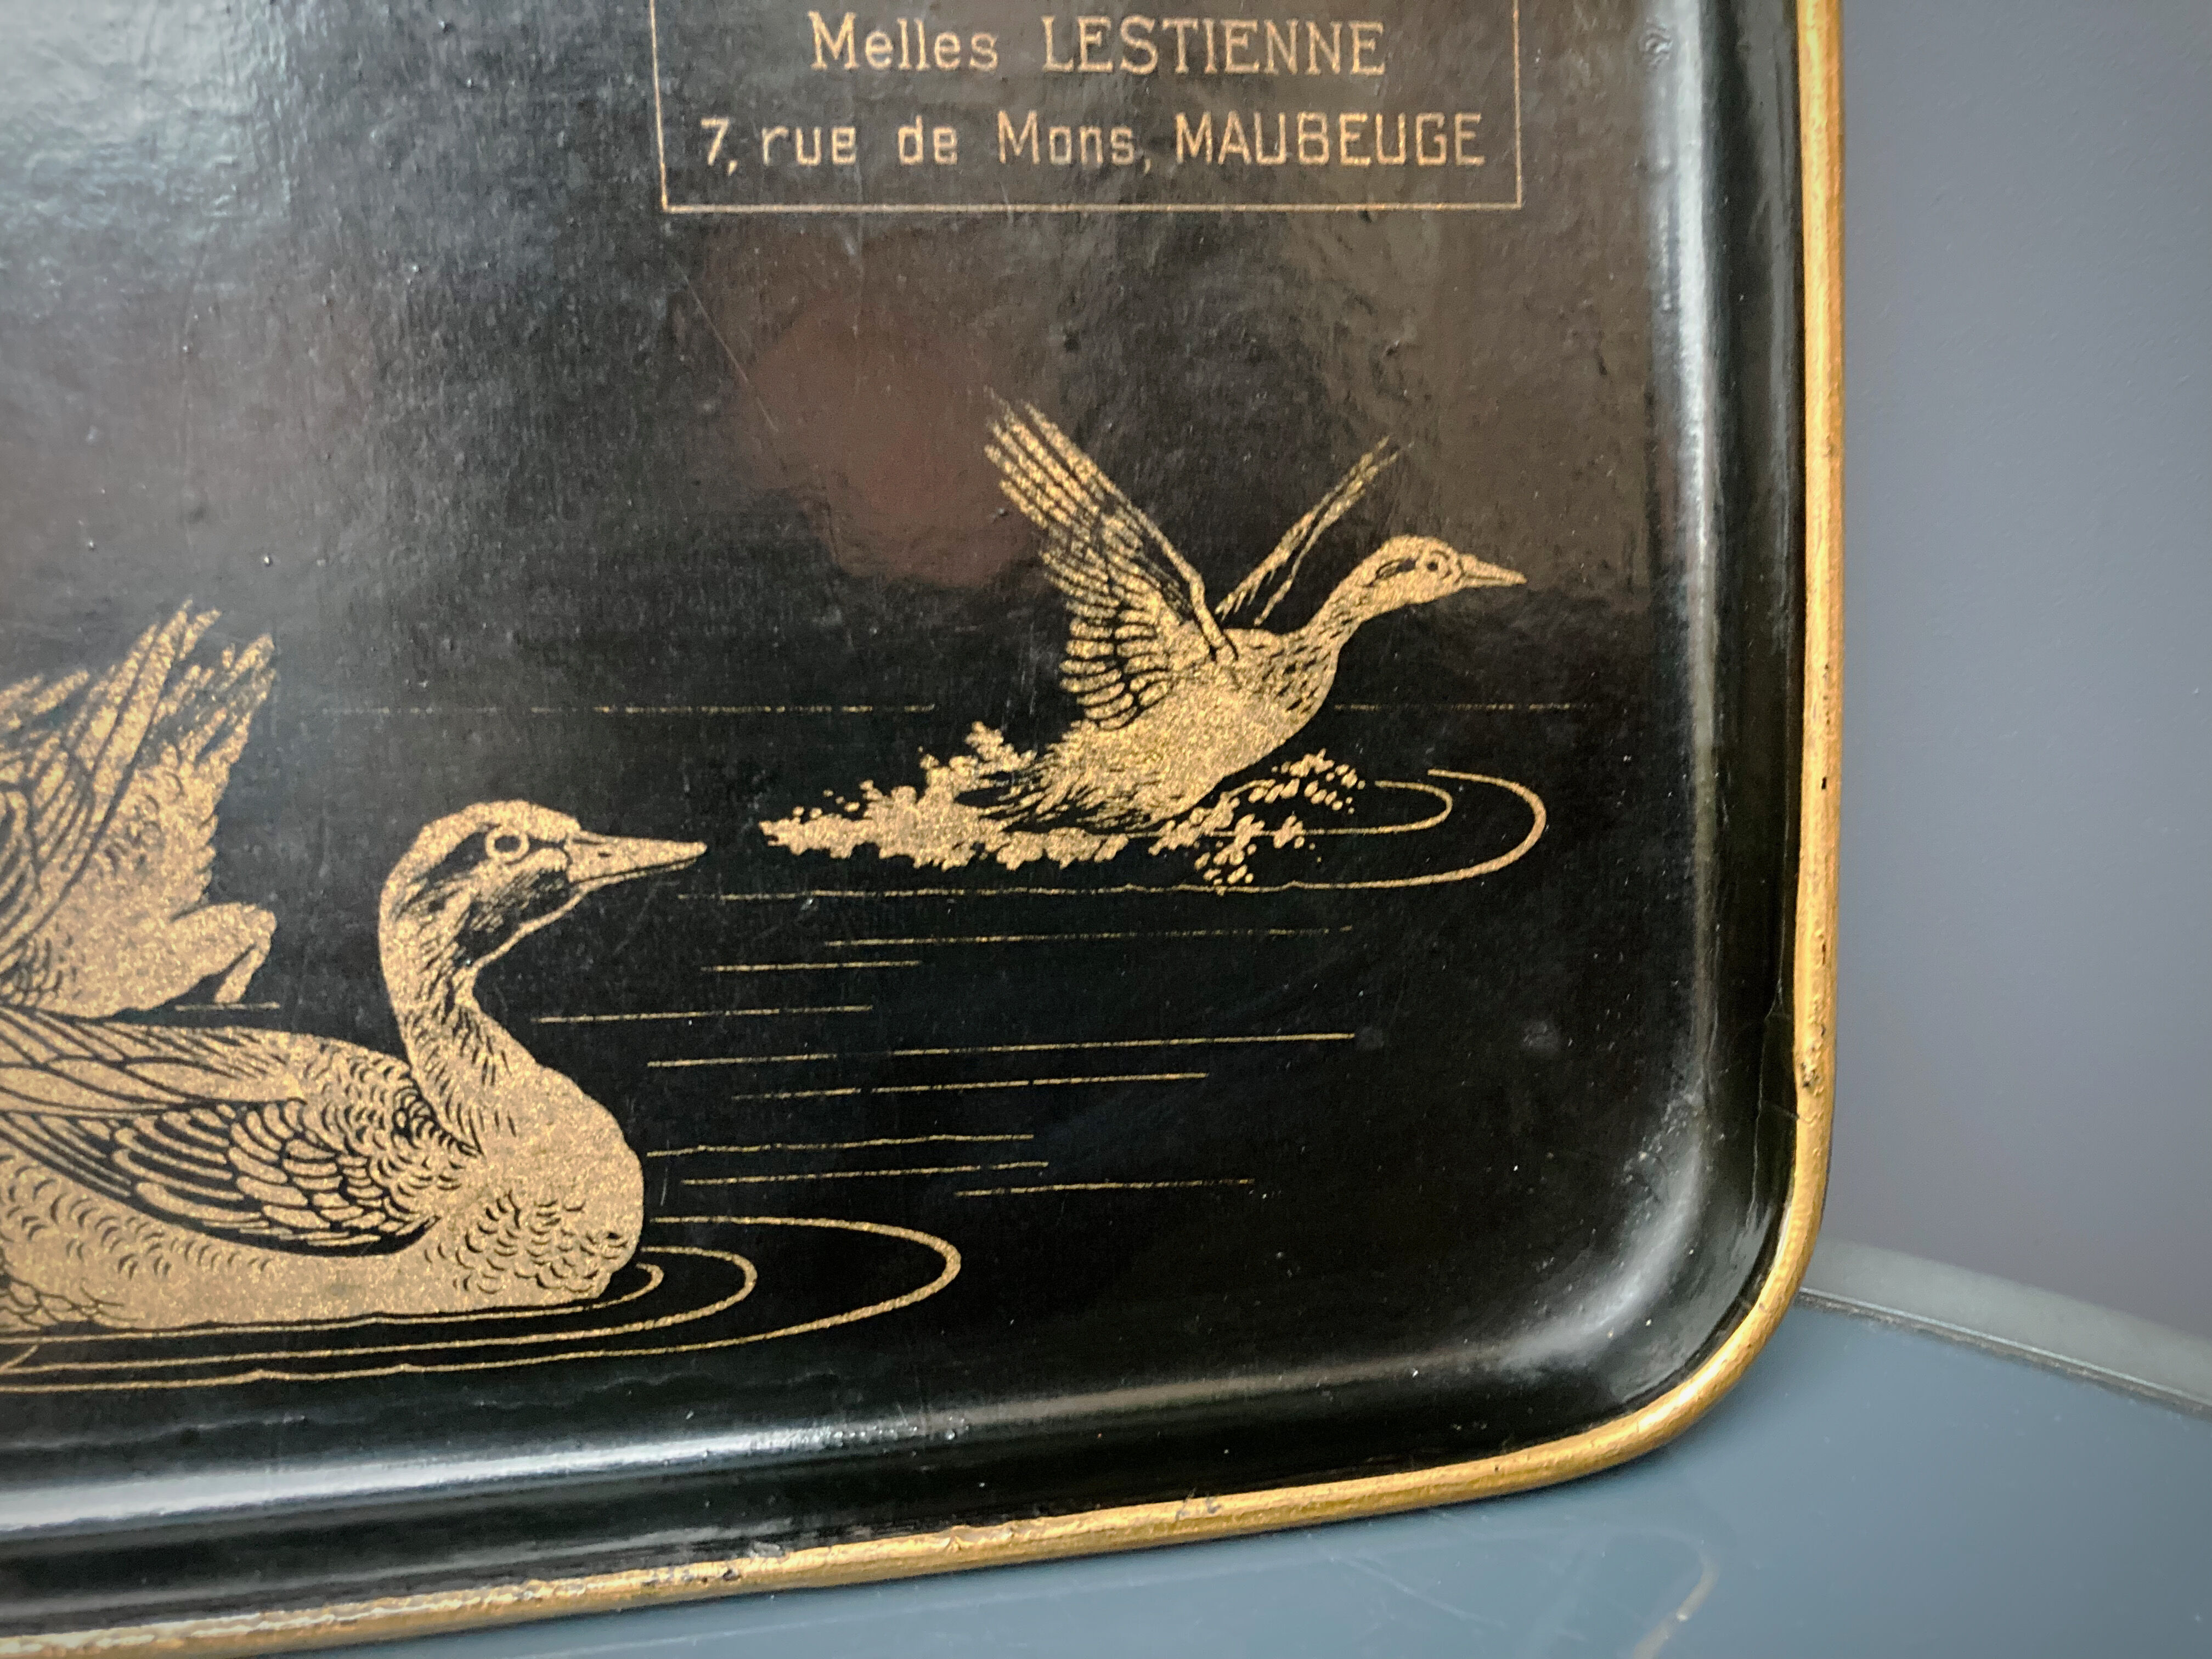 Melles LESTIENNE
7, rue de Mons, MAUBEUGE